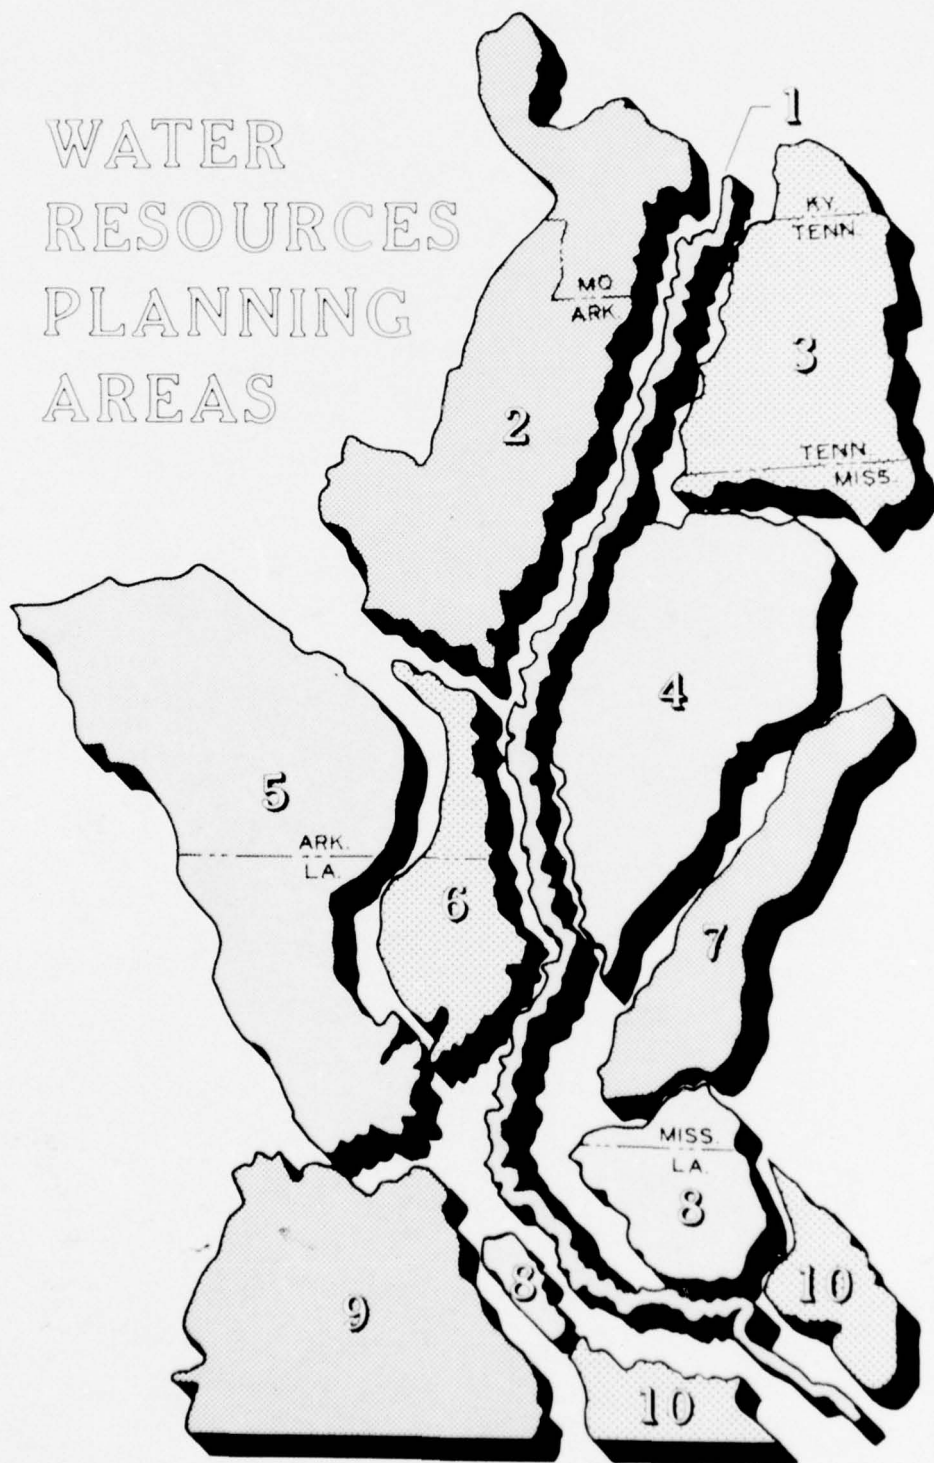 WATER
RESOURCES
PLANNING
AREAS
1
KY.
TENN.
MO.
ARK.
3
2
TENN.
MISS.
4
5
ARK.
LA.
6
7
MISS.
LA.
8
8
10
9
10